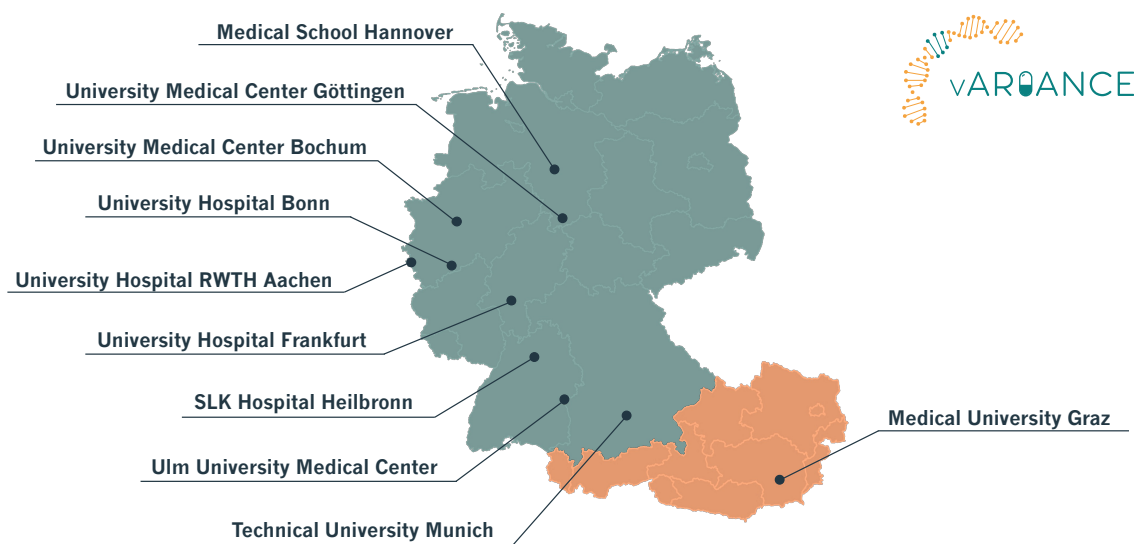 Medical School Hannover
University Medical Center Göttingen
University Medical Center Bochum
University Hospital Bonn
University Hospital RWTH Aachen
University Hospital Frankfurt
SLK Hospital Heilbronn
Ulm University Medical Center
Technical University Munich
vARIANCE
Medical University Graz